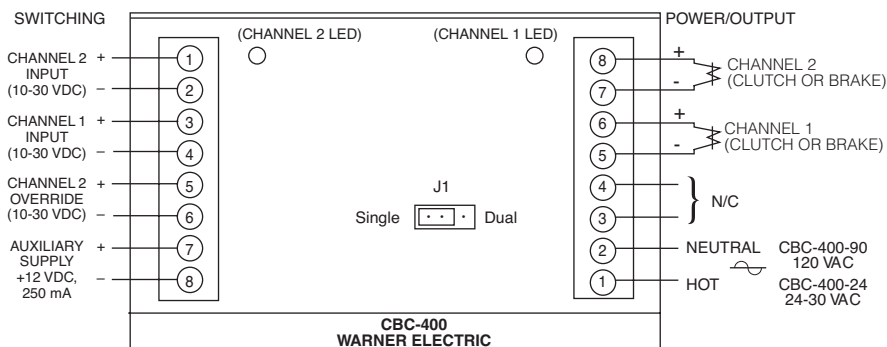 SWITCHING
POWER/OUTPUT
(CHANNEL 2 LED)
(CHANNEL 1 LED)
CHANNEL 2 +
INPUT
(10-30 VDC) –
1
2
CHANNEL 1 +
INPUT
(10-30 VDC) –
3
4
CHANNEL 2 +
OVERRIDE
(10-30 VDC) –
5
6
AUXILIARY +
SUPPLY
+12 VDC, –
250 mA
7
8
J1
Single
Dual
8
+
7
-
CHANNEL 2
(CLUTCH OR BRAKE)
6
+
5
-
CHANNEL 1
(CLUTCH OR BRAKE)
4
3
N/C
2
NEUTRAL
1
HOT
CBC-400-90
120 VAC
CBC-400-24
24-30 VAC
CBC-400
WARNER ELECTRIC